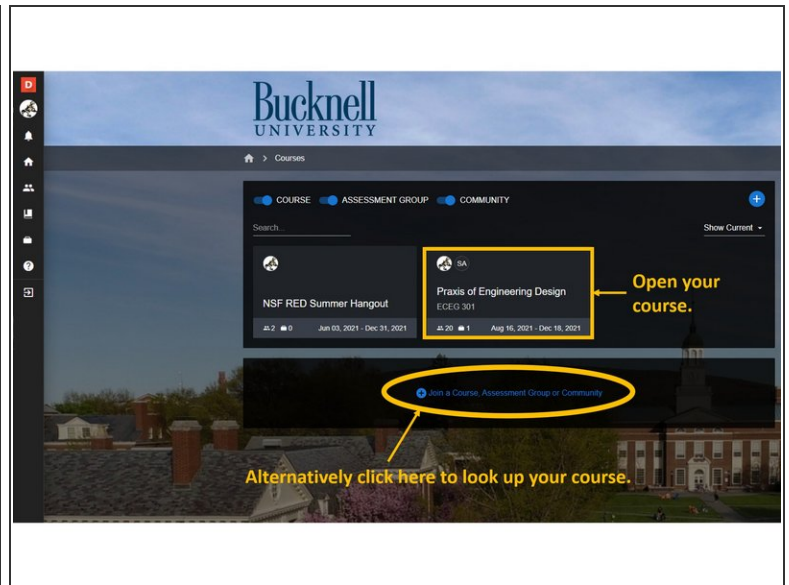 D
Bucknell
UNIVERSITY
> Courses
COURSE ASSESSMENT GROUP COMMUNITY
Search...
Show Current
SA
NSF RED Summer Hangout
Praxis of Engineering Design
ECEG 301
2 0 Jun 03, 2021 - Dec 31, 2021
20 1 Aug 16, 2021 - Dec 18, 2021
Open your
course.
Join a Course, Assessment Group or Community
Alternatively click here to look up your course.